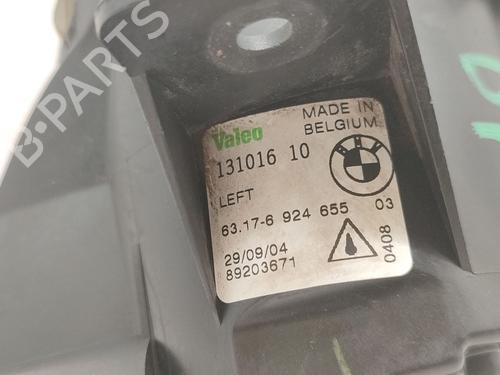 B-PARTS
Valeo
MADE IN
BELGIUM
131016 10
LEFT
63.17-6 924 655 03
29/09/04
89203671
0408